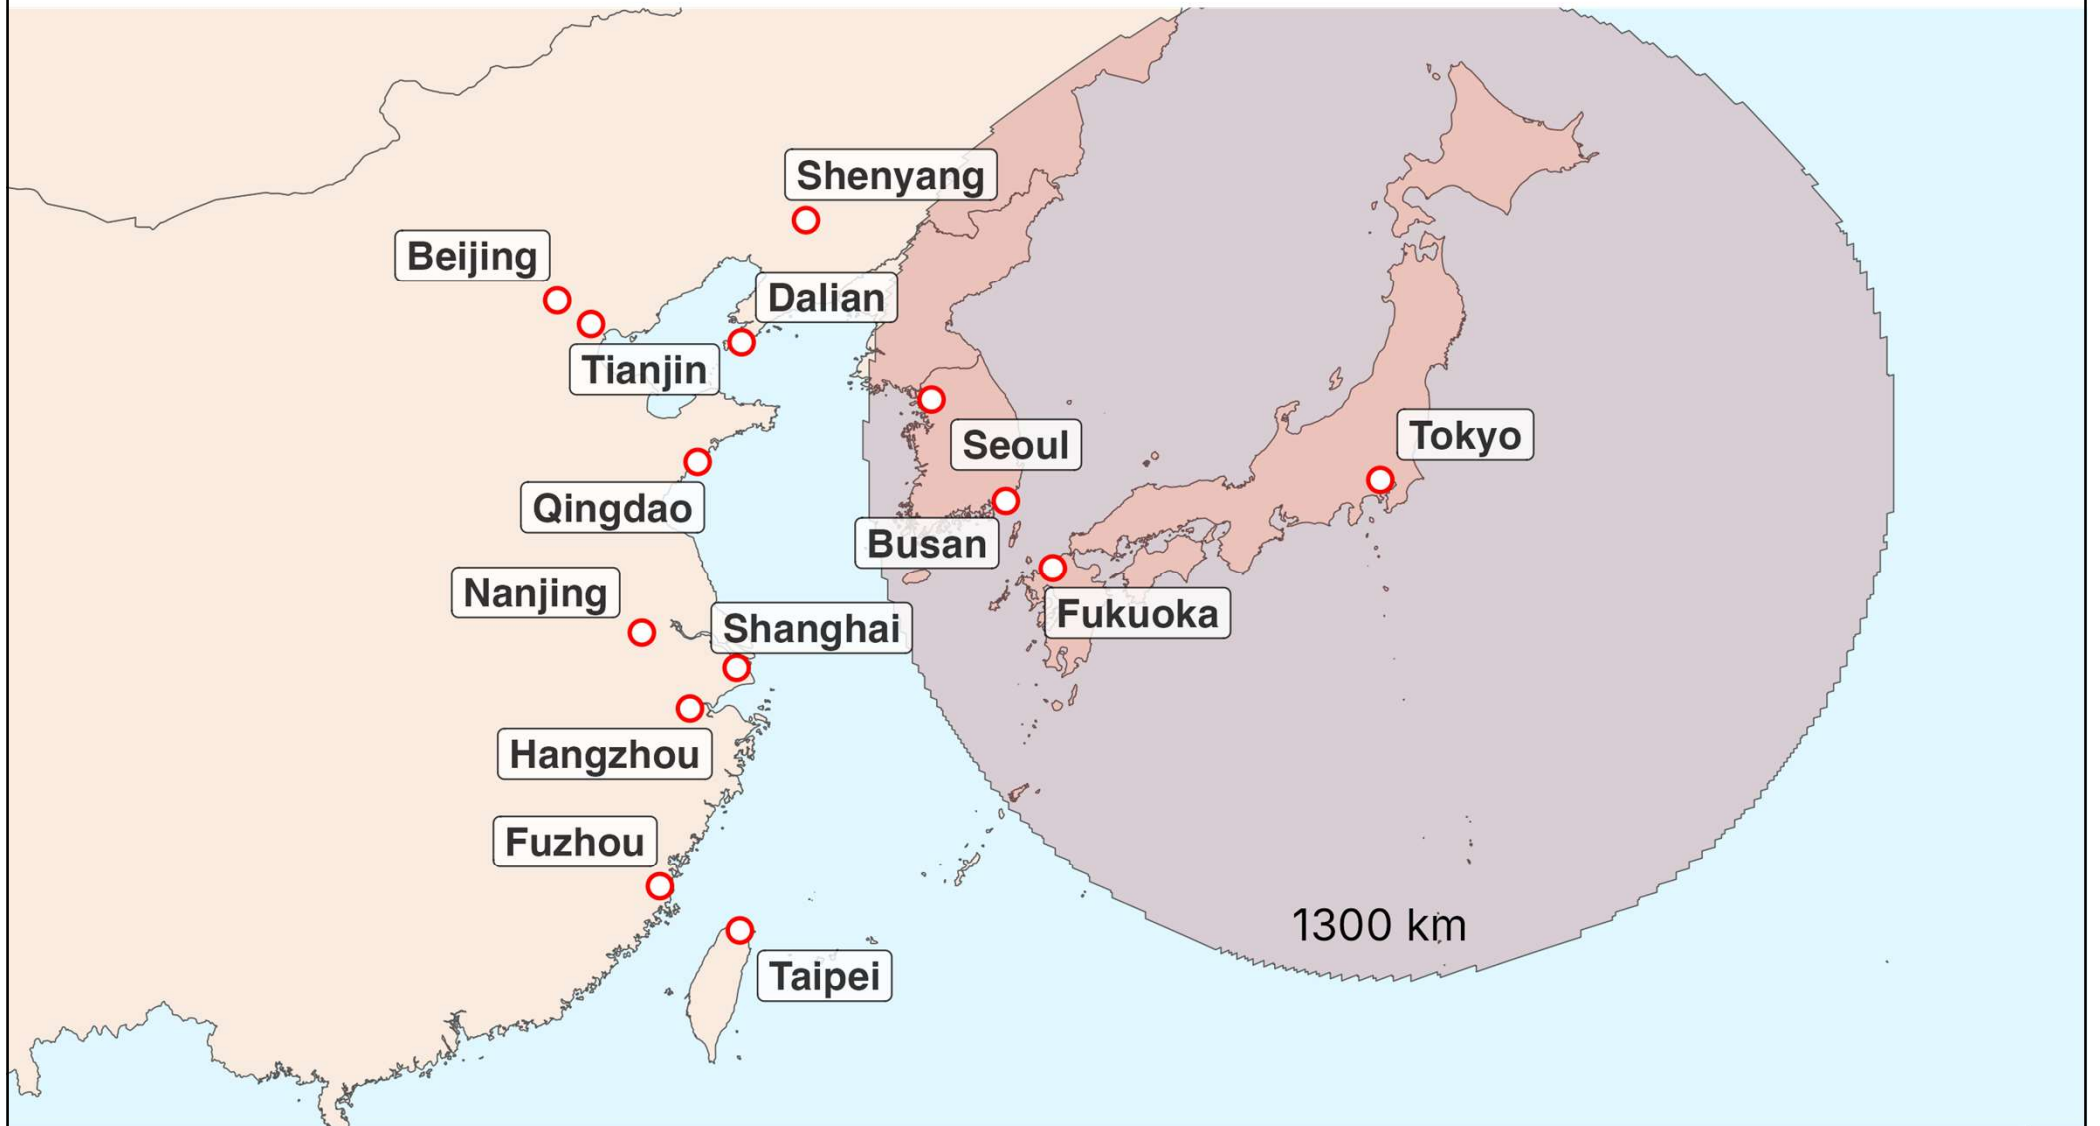 Shenyang
Beijing
Dalian
Tianjin
Seoul
Tokyo
Qingdao
Busan
Nanjing
Shanghai
Fukuoka
Hangzhou
Fuzhou
1300 km
Taipei